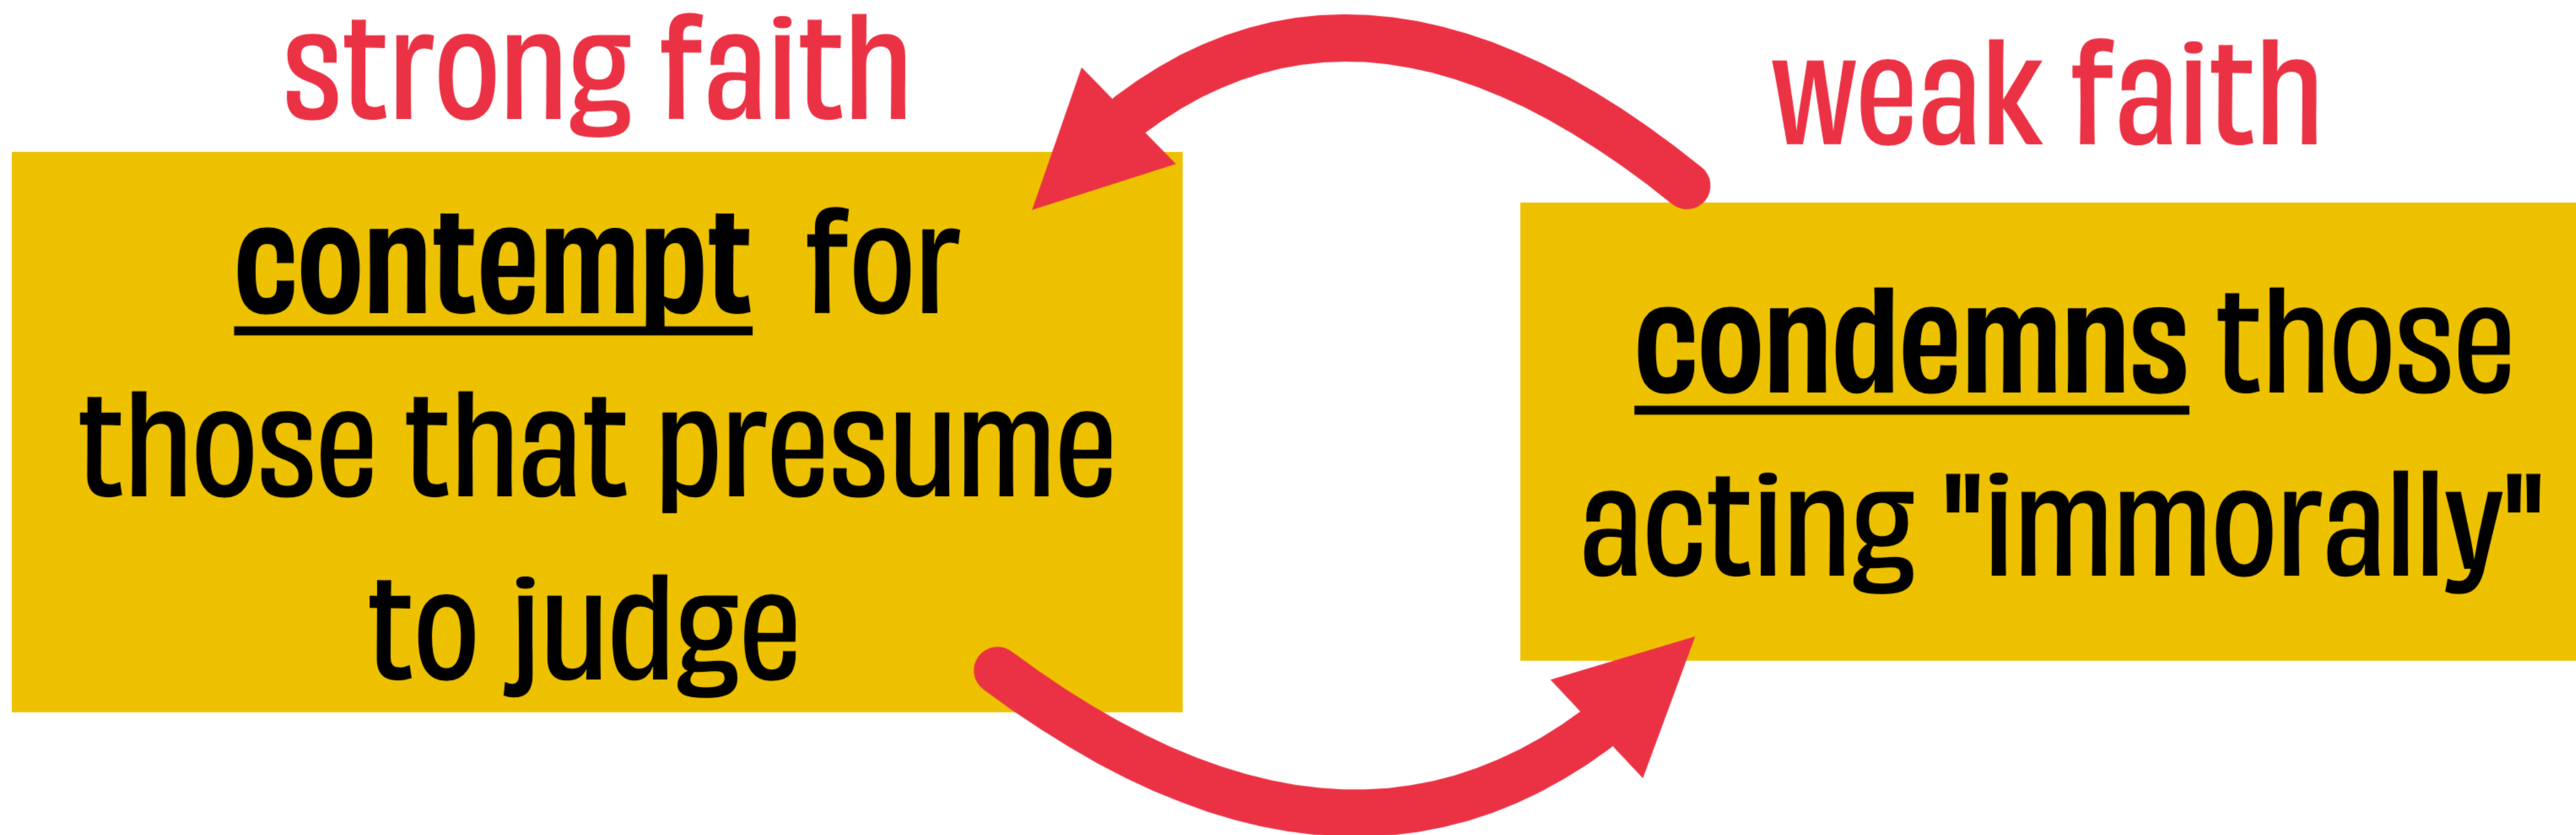 strong faith
contempt for
those that presume
to judge
weak faith
condemns those
acting "immorally"